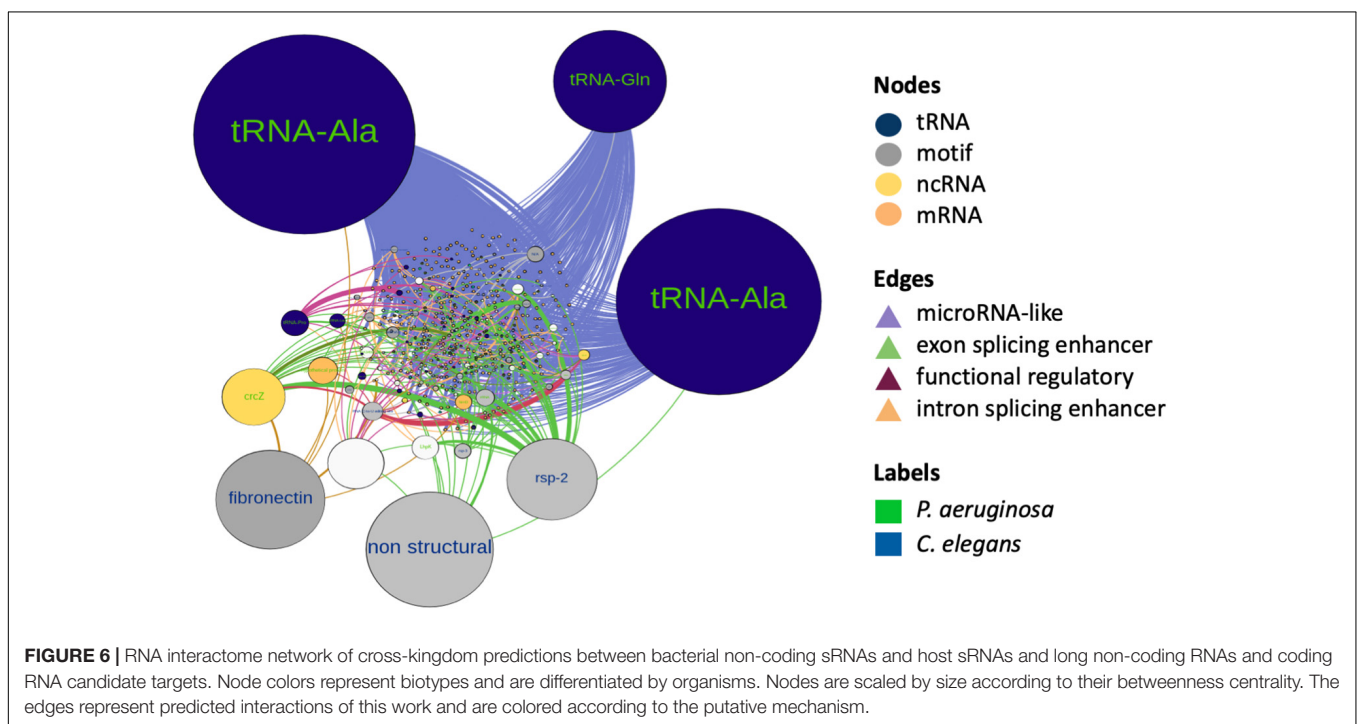 tRNA-Ala
tRNA-Gln
tRNA-Ala
tRNA-Pro
crcZ
fibronectin
rsp-2
non structural
Nodes
tRNA
motif
ncRNA
mRNA
Edges
microRNA-like
exon splicing enhancer
functional regulatory
intron splicing enhancer
Labels
P. aeruginosa
C. elegans
FIGURE 6 | RNA interactome network of cross-kingdom predictions between bacterial non-coding sRNAs and host sRNAs and long non-coding RNAs and coding
RNA candidate targets. Node colors represent biotypes and are differentiated by organisms. Nodes are scaled by size according to their betweenness centrality. The
edges represent predicted interactions of this work and are colored according to the putative mechanism.